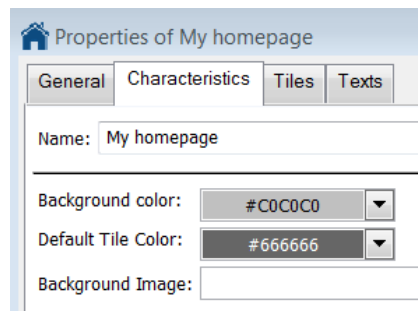 Properties of My homepage
General Characteristics Tiles Texts
Name: My homepage
Background color: #C0C0C0
Default Tile Color: #666666
Background Image: